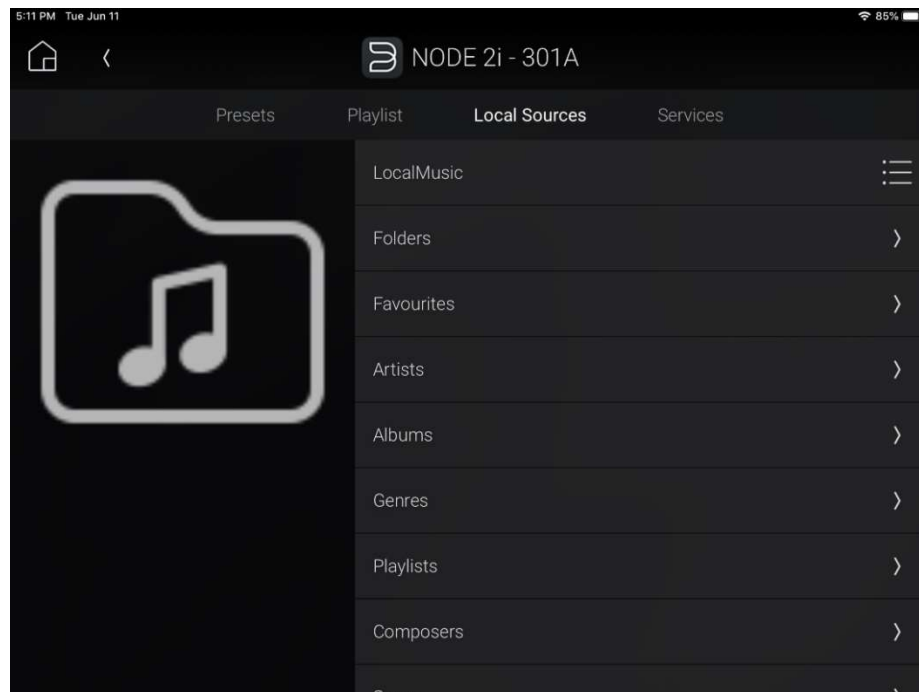 5:11 PM Tue Jun 11
85%
NODE 2i - 301A
Presets Playlist Local Sources Services
LocalMusic
Folders
Favourites
Artists
Albums
Genres
Playlists
Composers